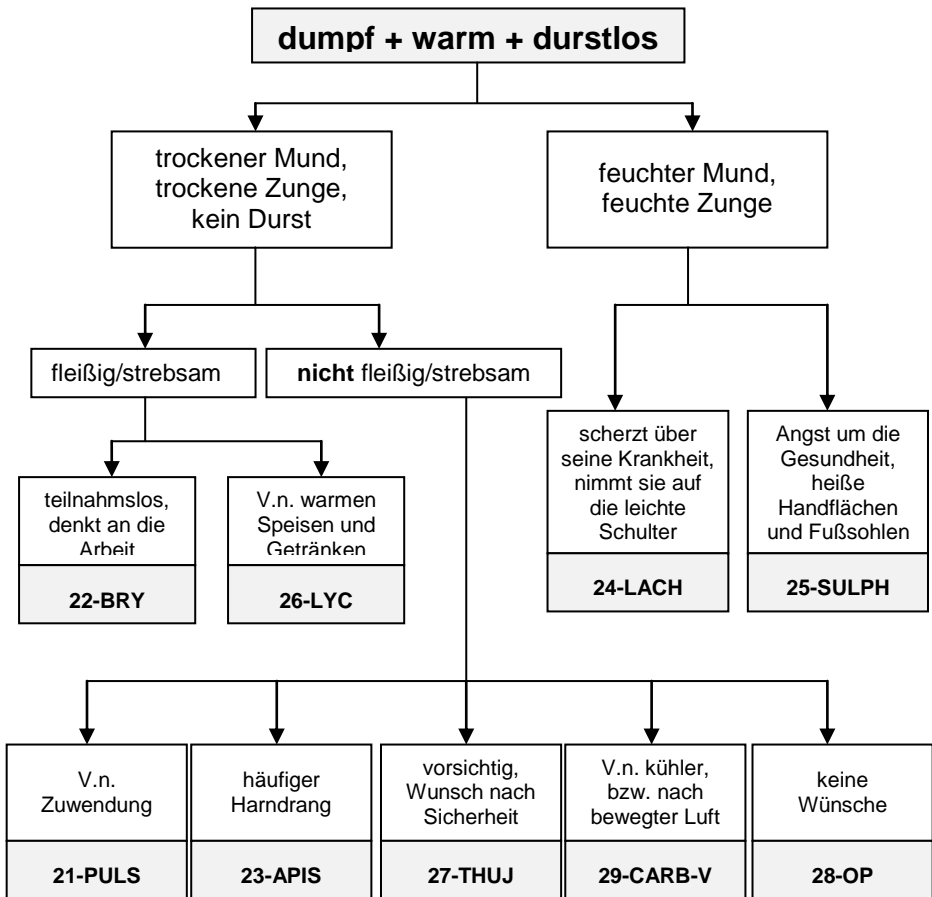 dumpf + warm + durstlos
trockener Mund,
trockene Zunge,
kein Durst
feuchter Mund,
feuchte Zunge
fleißig/strebsam
nicht fleißig/strebsam
teilnahmslos,
denkt an die
Arbeit
22-BRY
V.n. warmen
Speisen und
Getränken
26-LYC
scherzt über
seine Krankheit,
nimmt sie auf
die leichte
Schulter
24-LACH
Angst um die
Gesundheit,
heiße
Handflächen
und Fußsohlen
25-SULPH
V.n.
Zuwendung
21-PULS
häufiger
Harndrang
23-APIS
vorsichtig,
Wunsch nach
Sicherheit
27-THUJ
V.n. kühler,
bzw. nach
bewegter Luft
29-CARB-V
keine
Wünsche
28-OP